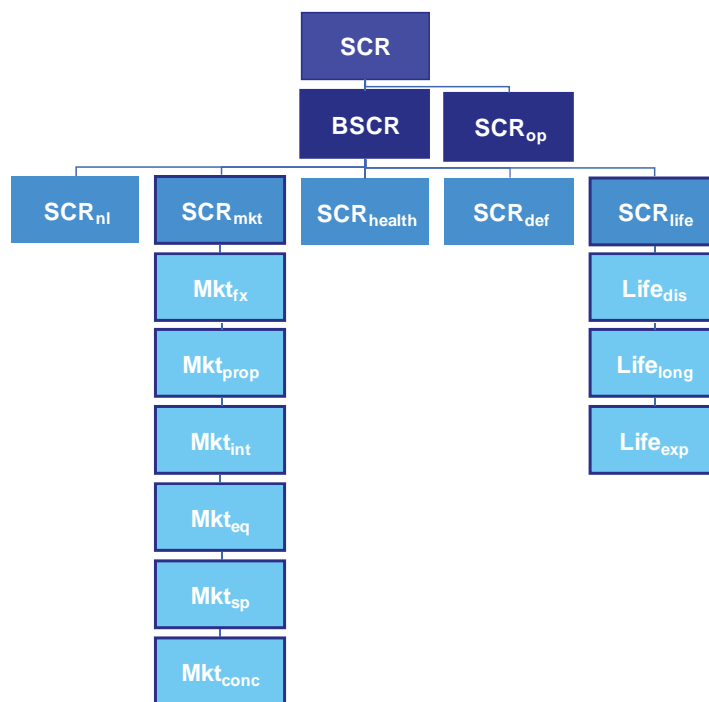 SCR
BSCR
SCRop
SCRnl
SCRmkt
SCRhealth
SCRdef
SCRlife
Mktfx
Lifedis
Mktprop
Lifelong
Mktint
Lifeexp
Mkteq
Mktsp
Mktconc